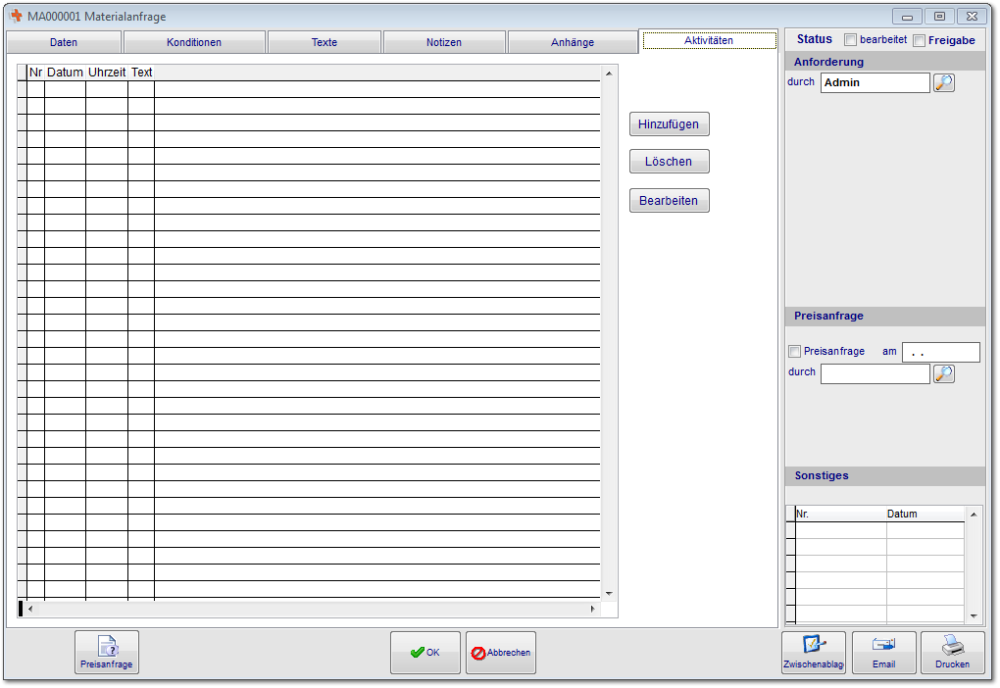 MA000001 Materialanfrage
Daten Konditionen Texte Notizen Anhänge Aktivitäten
Status bearbeitet Freigabe
Anforderung
durch Admin
Nr Datum Uhrzeit Text
Hinzufügen
Löschen
Bearbeiten
Preisanfrage
Preisanfrage am . .
durch
Sonstiges
Nr. Datum
Preisanfrage
OK
Abbrechen
Zwischenablag
Email
Drucken